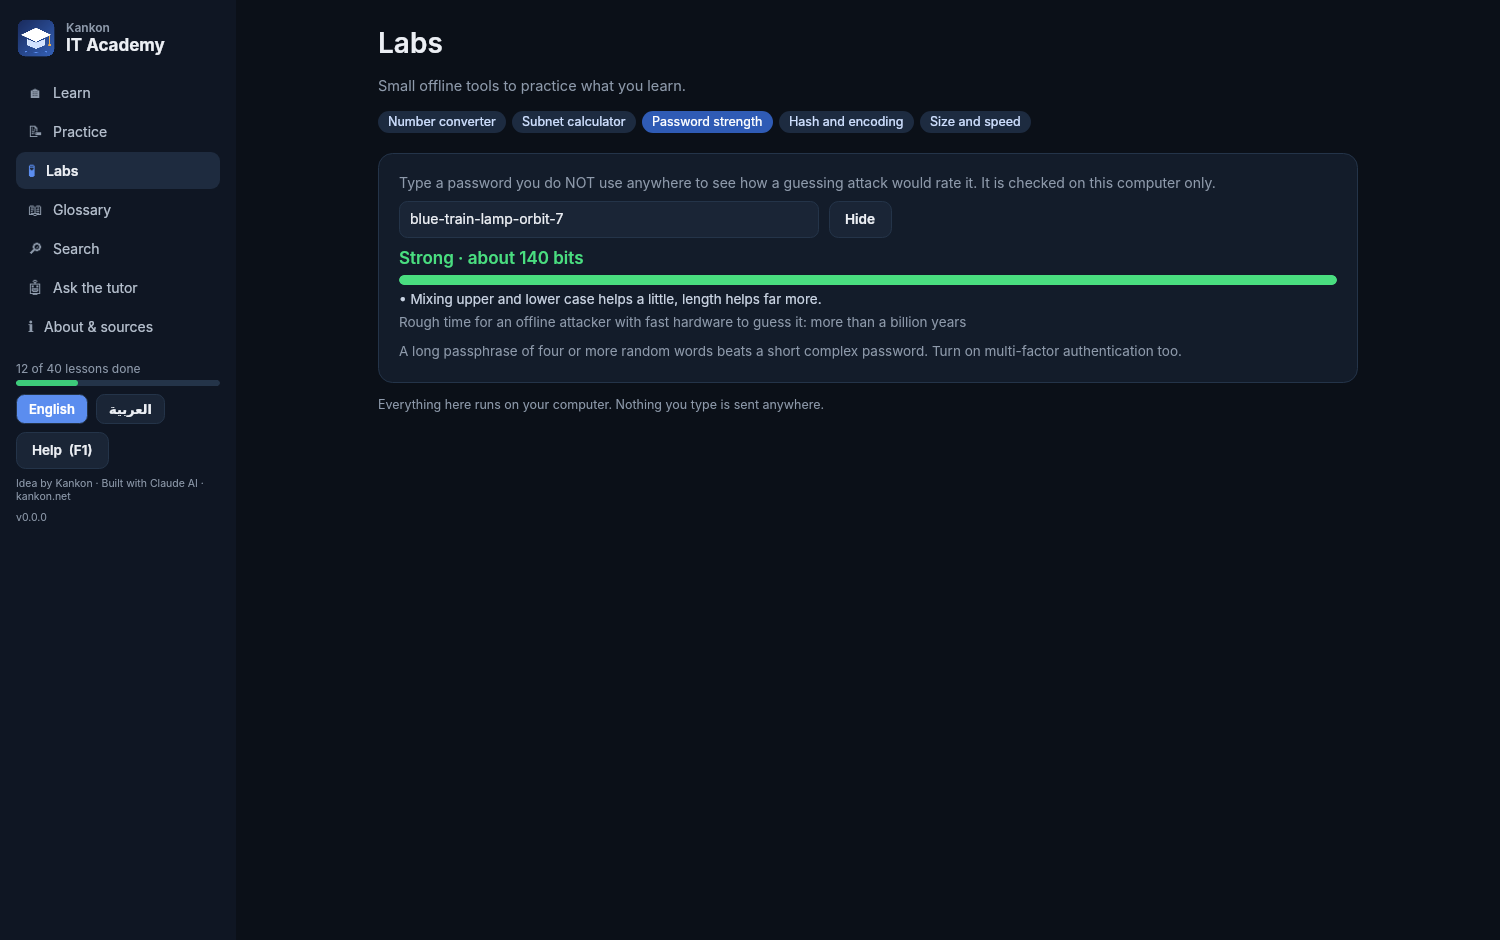 Kankon
IT Academy
Learn
Practice
Labs
Glossary
Search
Ask the tutor
About & sources
12 of 40 lessons done
English
العربية
Help (F1)
Idea by Kankon · Built with Claude AI ·
kankon.net
v0.0.0
Labs
Small offline tools to practice what you learn.
Number converter
Subnet calculator
Password strength
Hash and encoding
Size and speed
Type a password you do NOT use anywhere to see how a guessing attack would rate it. It is checked on this computer only.
blue-train-lamp-orbit-7
Hide
Strong · about 140 bits
• Mixing upper and lower case helps a little, length helps far more.
Rough time for an offline attacker with fast hardware to guess it: more than a billion years
A long passphrase of four or more random words beats a short complex password. Turn on multi-factor authentication too.
Everything here runs on your computer. Nothing you type is sent anywhere.